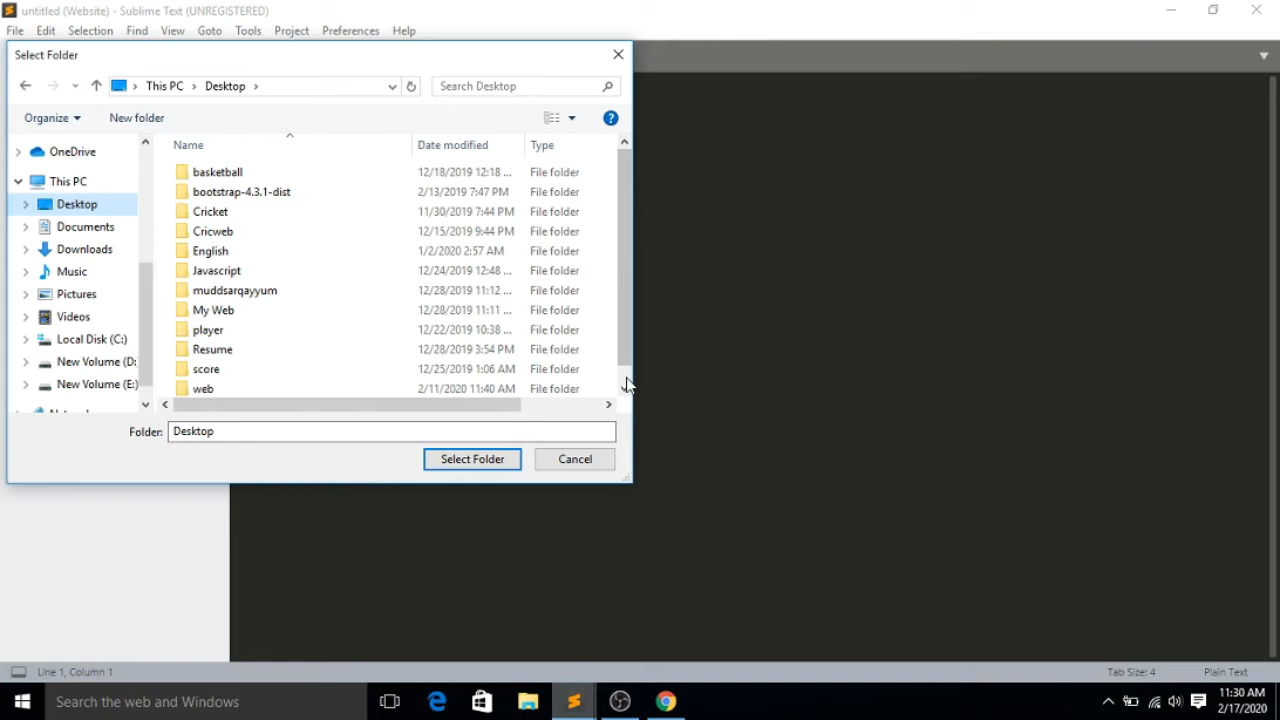 untitled (Website) - Sublime Text (UNREGISTERED)
File Edit Selection Find View Goto Tools Project Preferences Help
Select Folder
This PC Desktop Search Desktop
Organize New folder
OneDrive
This PC
Desktop
Documents
Downloads
Music
Pictures
Videos
Local Disk (C:)
New Volume (D:
New Volume (E:)
Name Date modified Type
basketball 12/18/2019 12:18 ... File folder
bootstrap-4.3.1-dist 2/13/2019 7:47 PM File folder
Cricket 11/30/2019 7:44 PM File folder
Cricweb 12/15/2019 9:44 PM File folder
English 1/2/2020 2:57 AM File folder
Javascript 12/24/2019 12:48 ... File folder
muddsarqayyum 12/28/2019 11:12 ... File folder
My Web 12/28/2019 11:11 ... File folder
player 12/22/2019 10:38 ... File folder
Resume 12/28/2019 3:54 PM File folder
score 12/25/2019 1:06 AM File folder
web 2/11/2020 11:40 AM File folder
Folder: Desktop
Select Folder Cancel
Line 1, Column 1 Tab Size: 4 Plain Text
Search the web and Windows
11:30 AM
2/17/2020